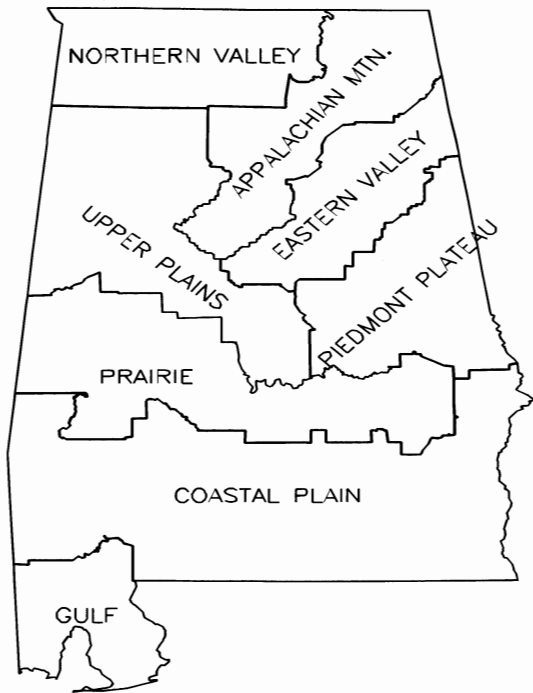 NORTHERN VALLEY
APPALACHIAN MTN.
EASTERN VALLEY
UPPER PLAINS
PIEDMONT PLATEAU
PRAIRIE
COASTAL PLAIN
GULF